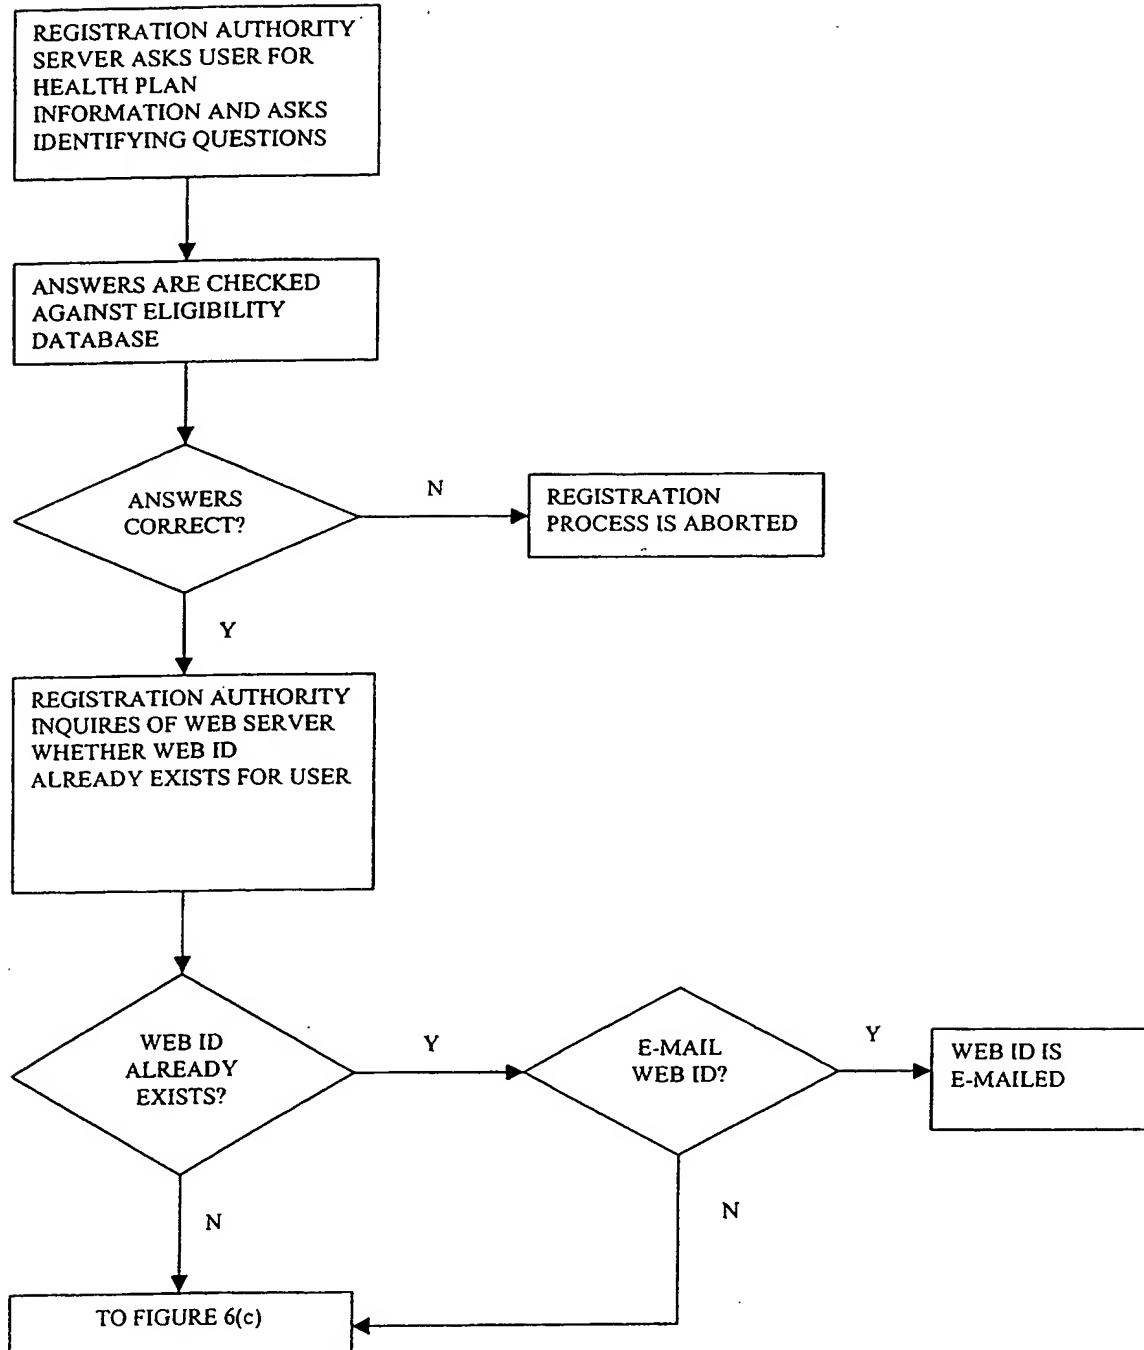 REGISTRATION AUTHORITY
SERVER ASKS USER FOR
HEALTH PLAN
INFORMATION AND ASKS
IDENTIFYING QUESTIONS
ANSWERS ARE CHECKED
AGAINST ELIGIBILITY
DATABASE
ANSWERS
CORRECT?
N
REGISTRATION
PROCESS IS ABORTED
Y
REGISTRATION AUTHORITY
INQUIRES OF WEB SERVER
WHETHER WEB ID
ALREADY EXISTS FOR USER
WEB ID
ALREADY
EXISTS?
Y
E-MAIL
WEB ID?
Y
WEB ID IS
E-MAILED
N
N
TO FIGURE 6(c)